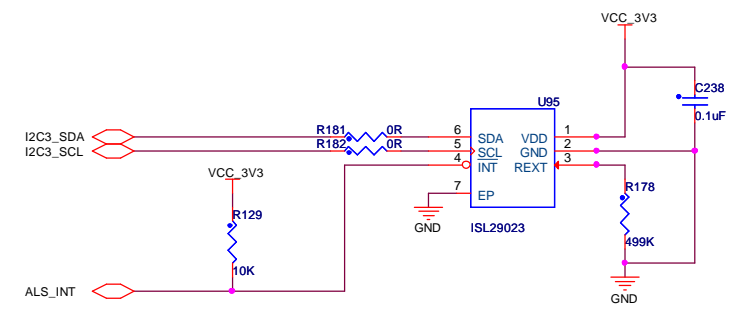 VCC_3V3
C238
0.1uF
U95
I2C3_SDA
R181 0R
6 SDA VDD 1
I2C3_SCL
R182 0R
5 SCL GND 2
4 INT REXT 3
VCC_3V3
7 EP
R178
R129
GND
ISL29023
499K
10K
ALS_INT
GND